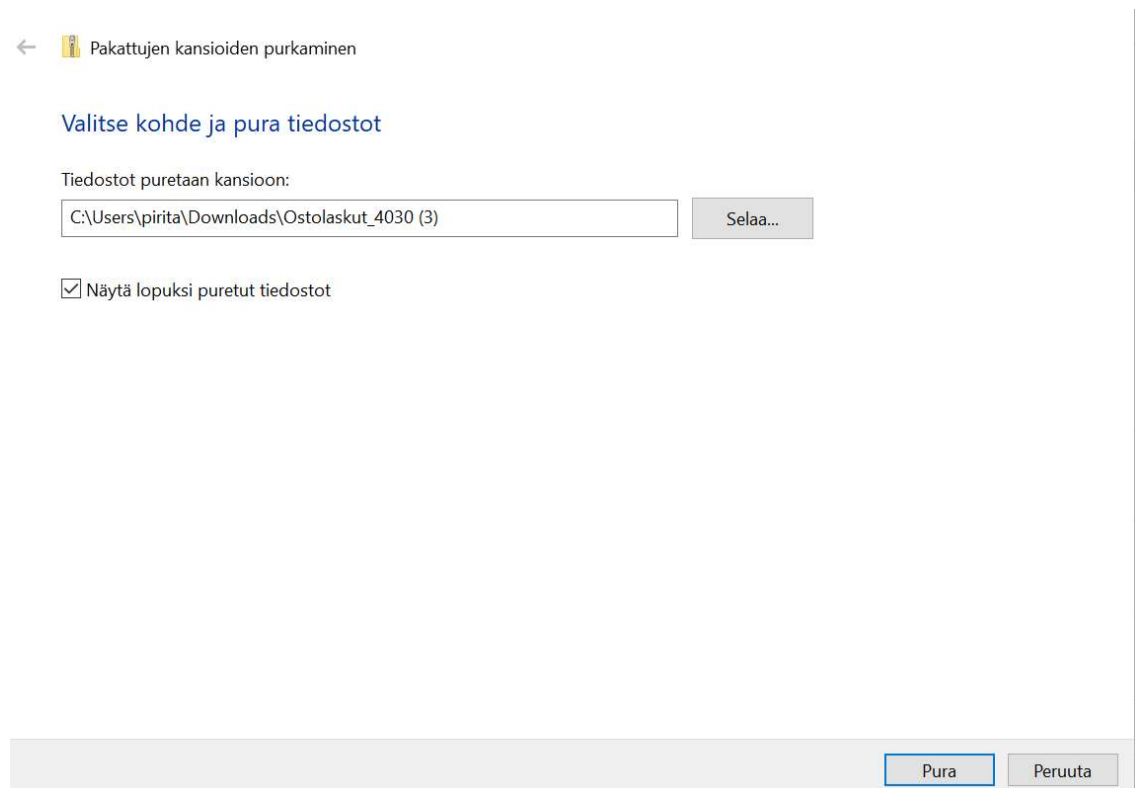 Pakattujen kansioiden purkaminen
Valitse kohde ja pura tiedostot
Tiedostot puretaan kansioon:
C:\Users\pirita\Downloads\Ostolaskut_4030 (3)
Selaa...
Näytä lopuksi puretut tiedostot
Pura
Peruuta